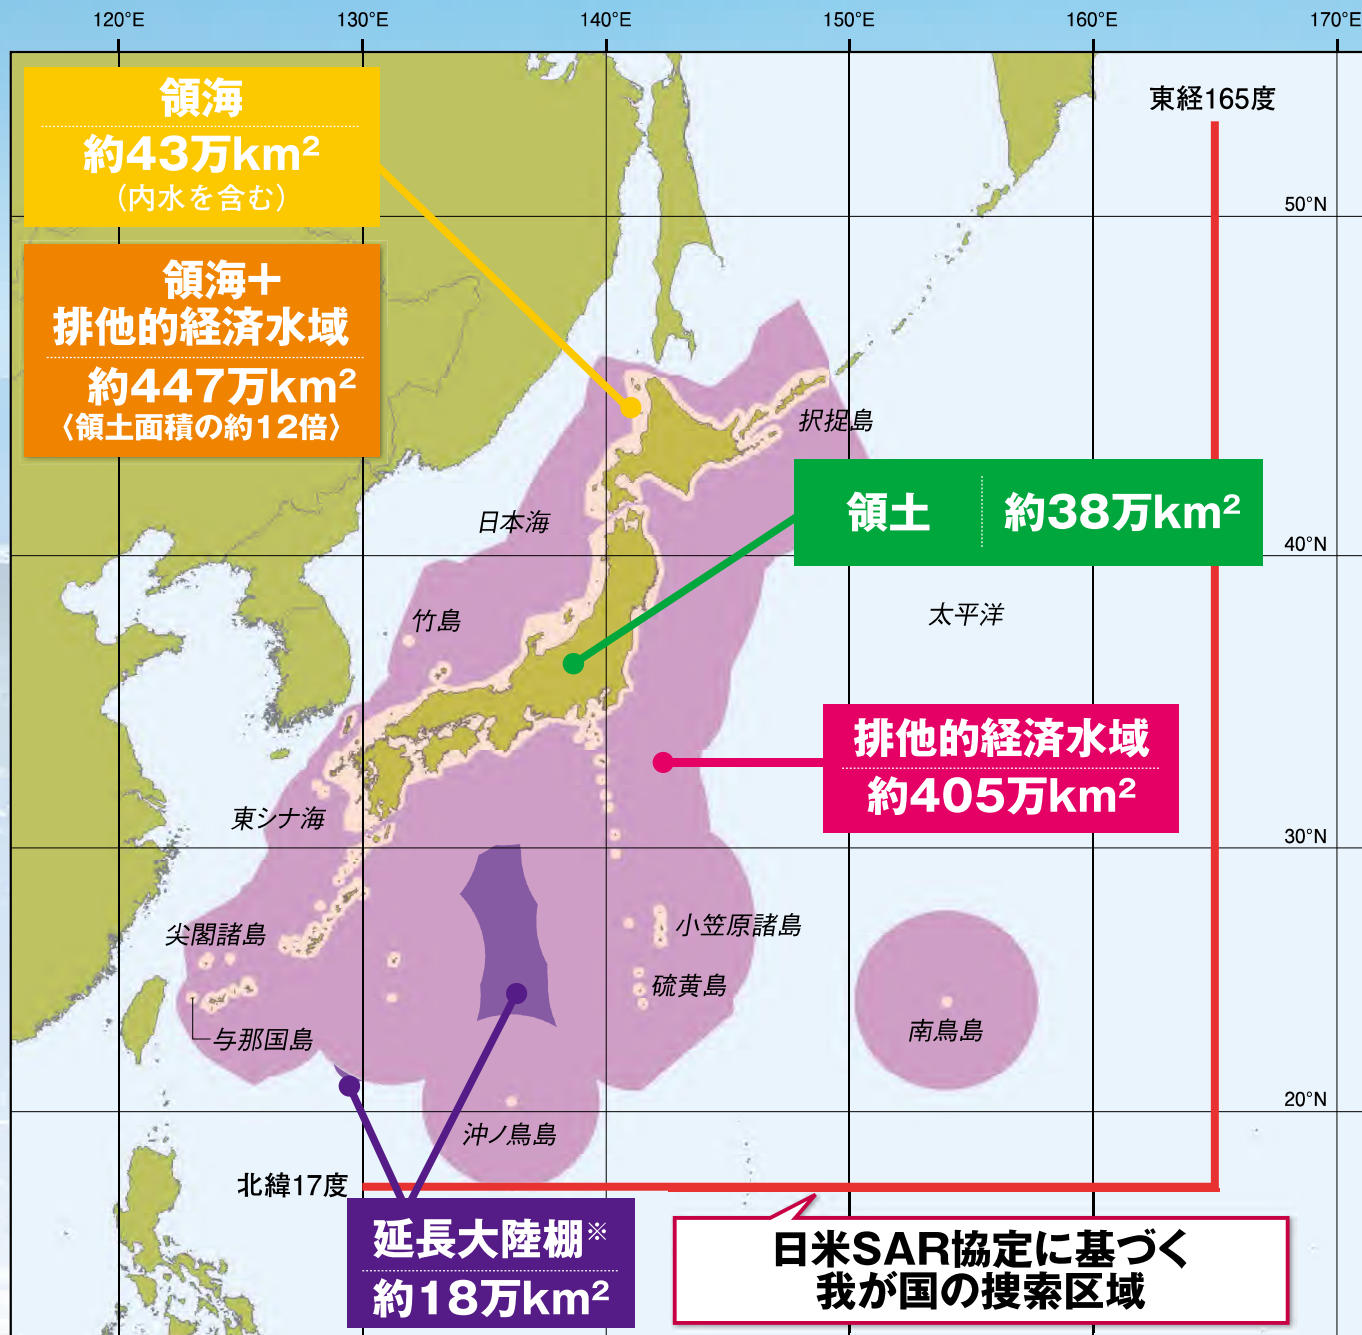 120°E
130°E
140°E
150°E
160°E
170°E
領海
約43万km²
（内水を含む）
東経165度
50°N
領海＋
排他的経済水域
約447万km²
〈領土面積の約12倍〉
択捉島
領土
約38万km²
日本海
40°N
竹島
太平洋
排他的経済水域
約405万km²
東シナ海
30°N
尖閣諸島
小笠原諸島
硫黄島
与那国島
南鳥島
20°N
沖ノ鳥島
北緯17度
延長大陸棚※
約18万km²
日米SAR協定に基づく
我が国の捜索区域